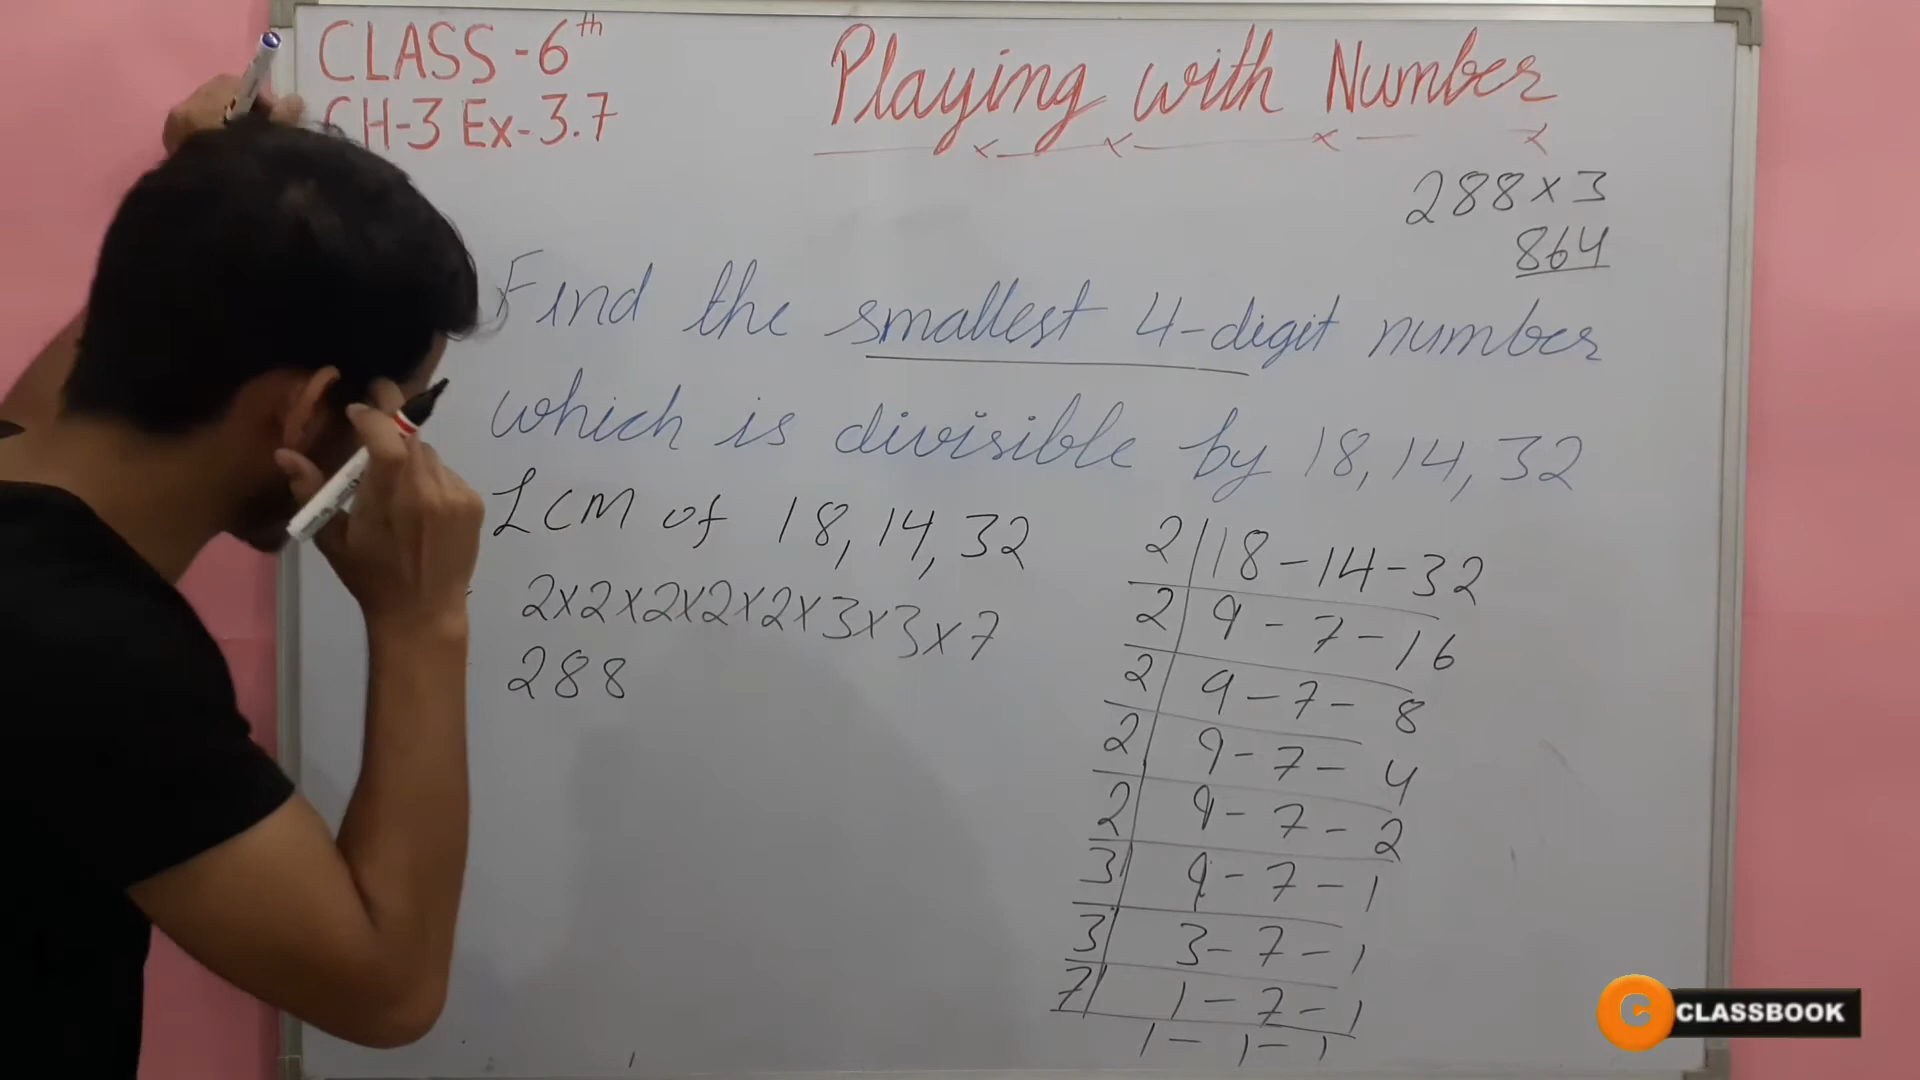 CLASS-6th
CH-3 Ex-3.7
Playing with Number
288×3
864
Find the smallest 4-digit number
which is divisible by 18,14,32
LCM of 18,14,32
2×2×2×2×2×3×3×7
288
2 18-14-32
2 9-7-16
2 9-7-8
2 9-7-4
2 9-7-2
3 9-7-1
3 3-7-1
7 1-7-1
1-1-1
C CLASSBOOK